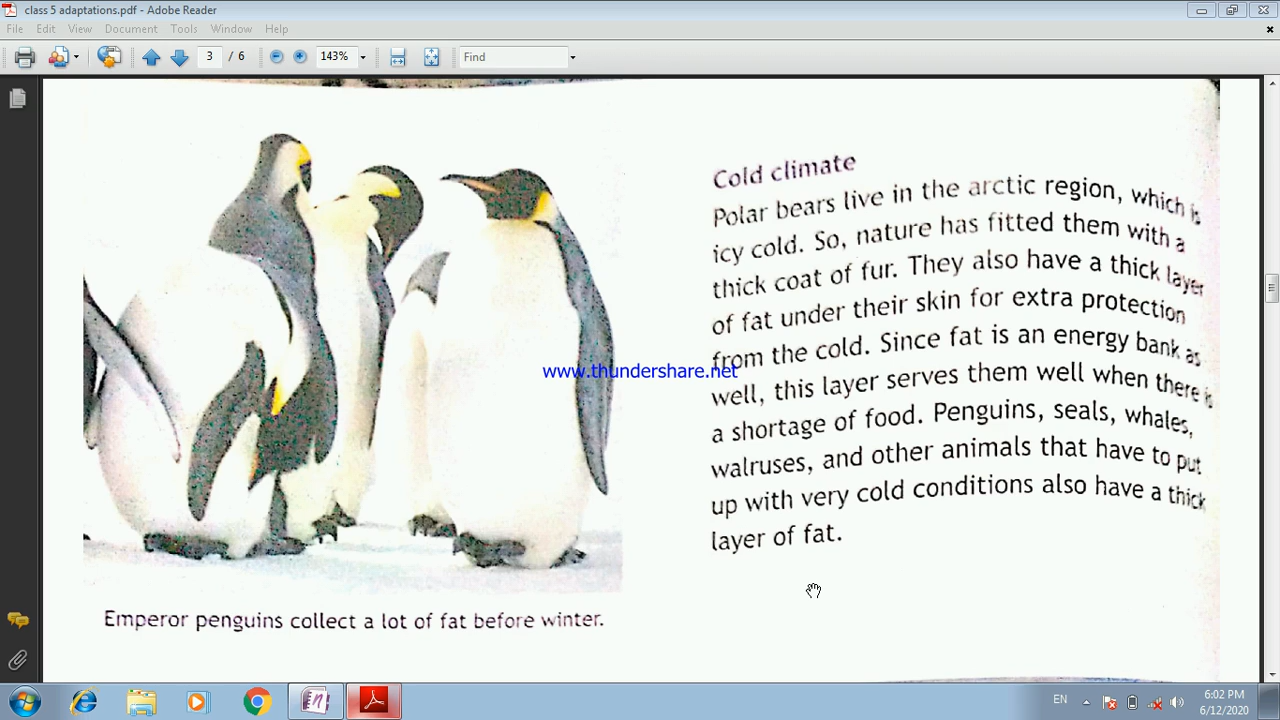 class 5 adaptations.pdf - Adobe Reader
File Edit View Document Tools Window Help
3 / 6 143% Find
Cold climate
Polar bears live in the arctic region, which is
icy cold. So, nature has fitted them with a
thick coat of fur. They also have a thick layer
of fat under their skin for extra protection
from the cold. Since fat is an energy bank as
well, this layer serves them well when there is
a shortage of food. Penguins, seals, whales,
walruses, and other animals that have to put
up with very cold conditions also have a thick
layer of fat.
www.thundershare.net
Emperor penguins collect a lot of fat before winter.
EN 6:02 PM
6/12/2020